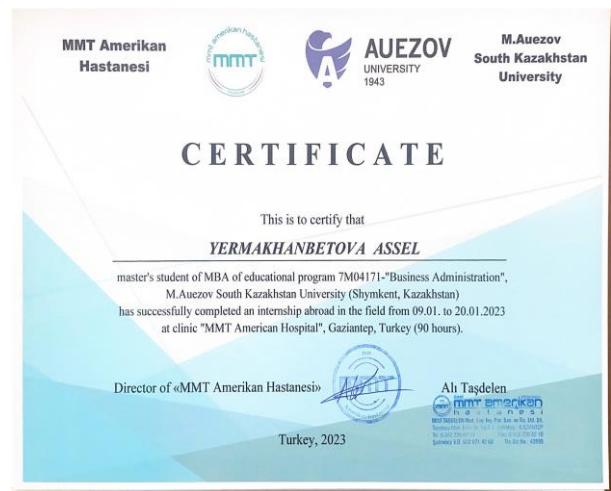 MMT Amerikan
Hastanesi
mmt amerikan hastanesi
mmt
AUEZOV
UNIVERSITY
1943
M.Auezov
South Kazakhstan
University
CERTIFICATE
This is to certify that
YERMAKHANBETOVA ASSEL
master's student of MBA of educational program 7M04171-"Business Administration",
M.Auezov South Kazakhstan University (Shymkent, Kazakhstan)
has successfully completed an internship abroad in the field from 09.01. to 20.01.2023
at clinic "MMT American Hospital", Gaziantep, Turkey (90 hours).
Director of «MMT Amerikan Hastanesi»
MMT
Alı Taşdelen
mmt amerikan
hastanesi
Turkey, 2023